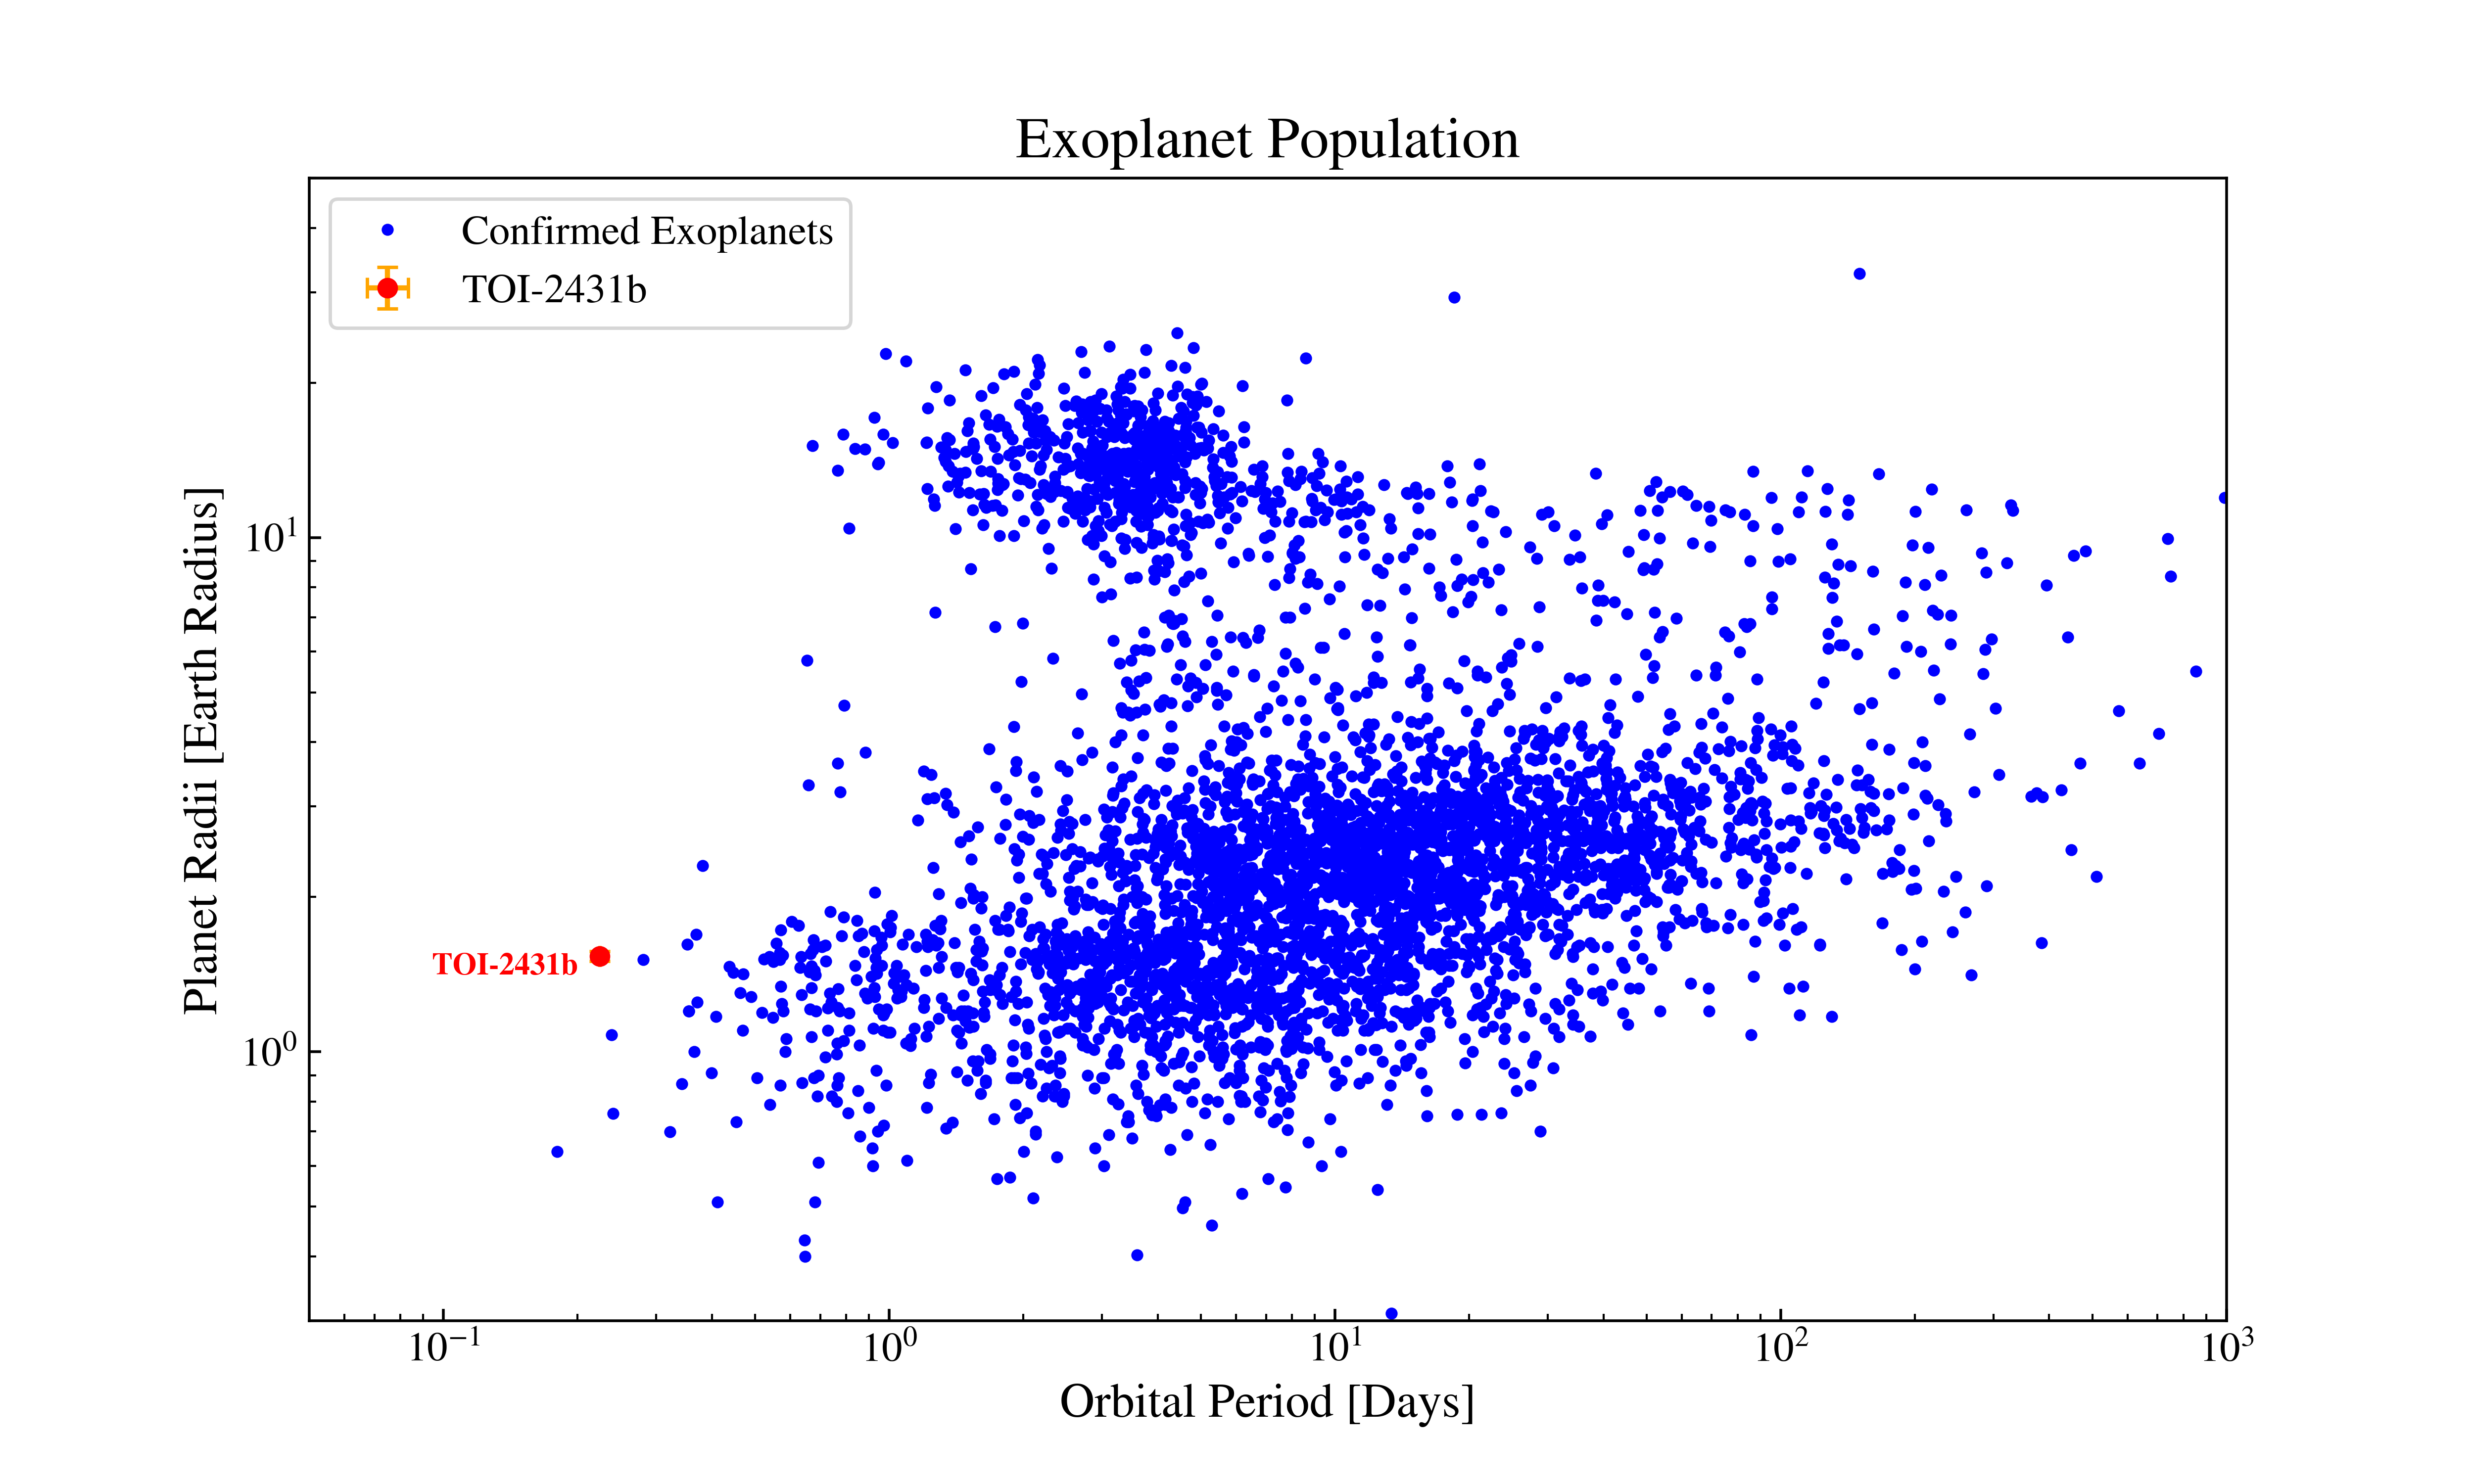 Exoplanet Population
Confirmed Exoplanets
TOI-2431b
Planet Radii [Earth Radius]
10¹
10⁰
TOI-2431b
10⁻¹
10⁰
10¹
10²
10³
Orbital Period [Days]